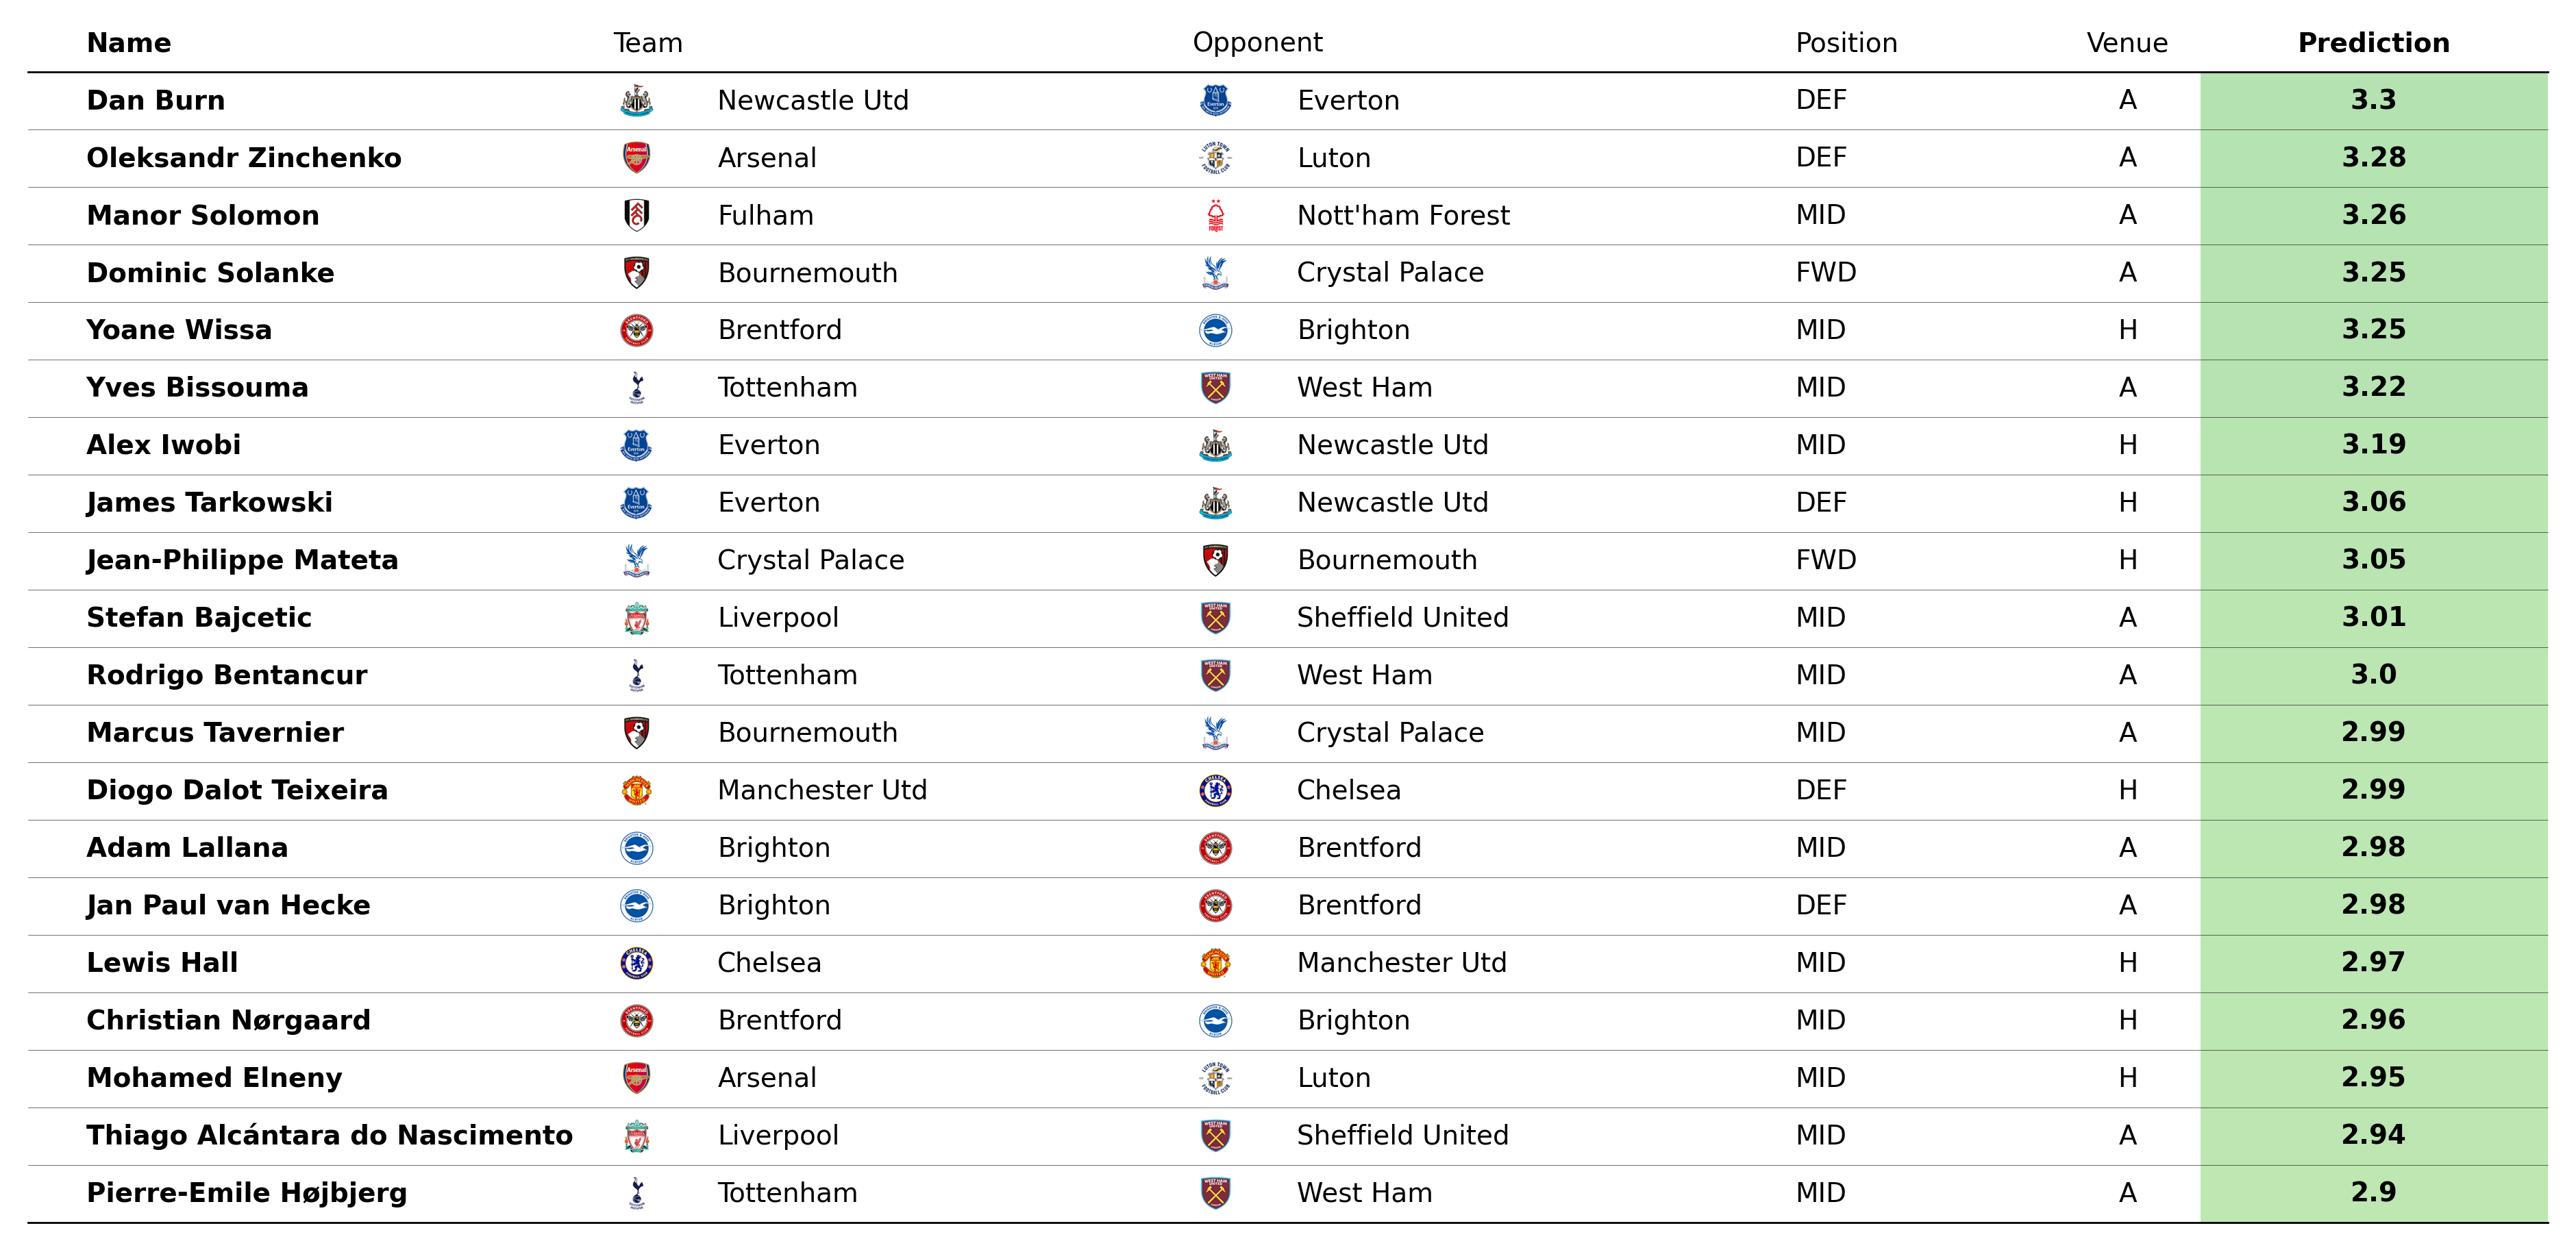 Name Team Opponent Position Venue Prediction
Dan Burn Newcastle Utd Everton DEF A 3.3
Oleksandr Zinchenko Arsenal Luton DEF A 3.28
Manor Solomon Fulham Nott'ham Forest MID A 3.26
Dominic Solanke Bournemouth Crystal Palace FWD A 3.25
Yoane Wissa Brentford Brighton MID H 3.25
Yves Bissouma Tottenham West Ham MID A 3.22
Alex Iwobi Everton Newcastle Utd MID H 3.19
James Tarkowski Everton Newcastle Utd DEF H 3.06
Jean-Philippe Mateta Crystal Palace Bournemouth FWD H 3.05
Stefan Bajcetic Liverpool Sheffield United MID A 3.01
Rodrigo Bentancur Tottenham West Ham MID A 3.0
Marcus Tavernier Bournemouth Crystal Palace MID A 2.99
Diogo Dalot Teixeira Manchester Utd Chelsea DEF H 2.99
Adam Lallana Brighton Brentford MID A 2.98
Jan Paul van Hecke Brighton Brentford DEF A 2.98
Lewis Hall Chelsea Manchester Utd MID H 2.97
Christian Nørgaard Brentford Brighton MID H 2.96
Mohamed Elneny Arsenal Luton MID H 2.95
Thiago Alcántara do Nascimento Liverpool Sheffield United MID A 2.94
Pierre-Emile Højbjerg Tottenham West Ham MID A 2.9